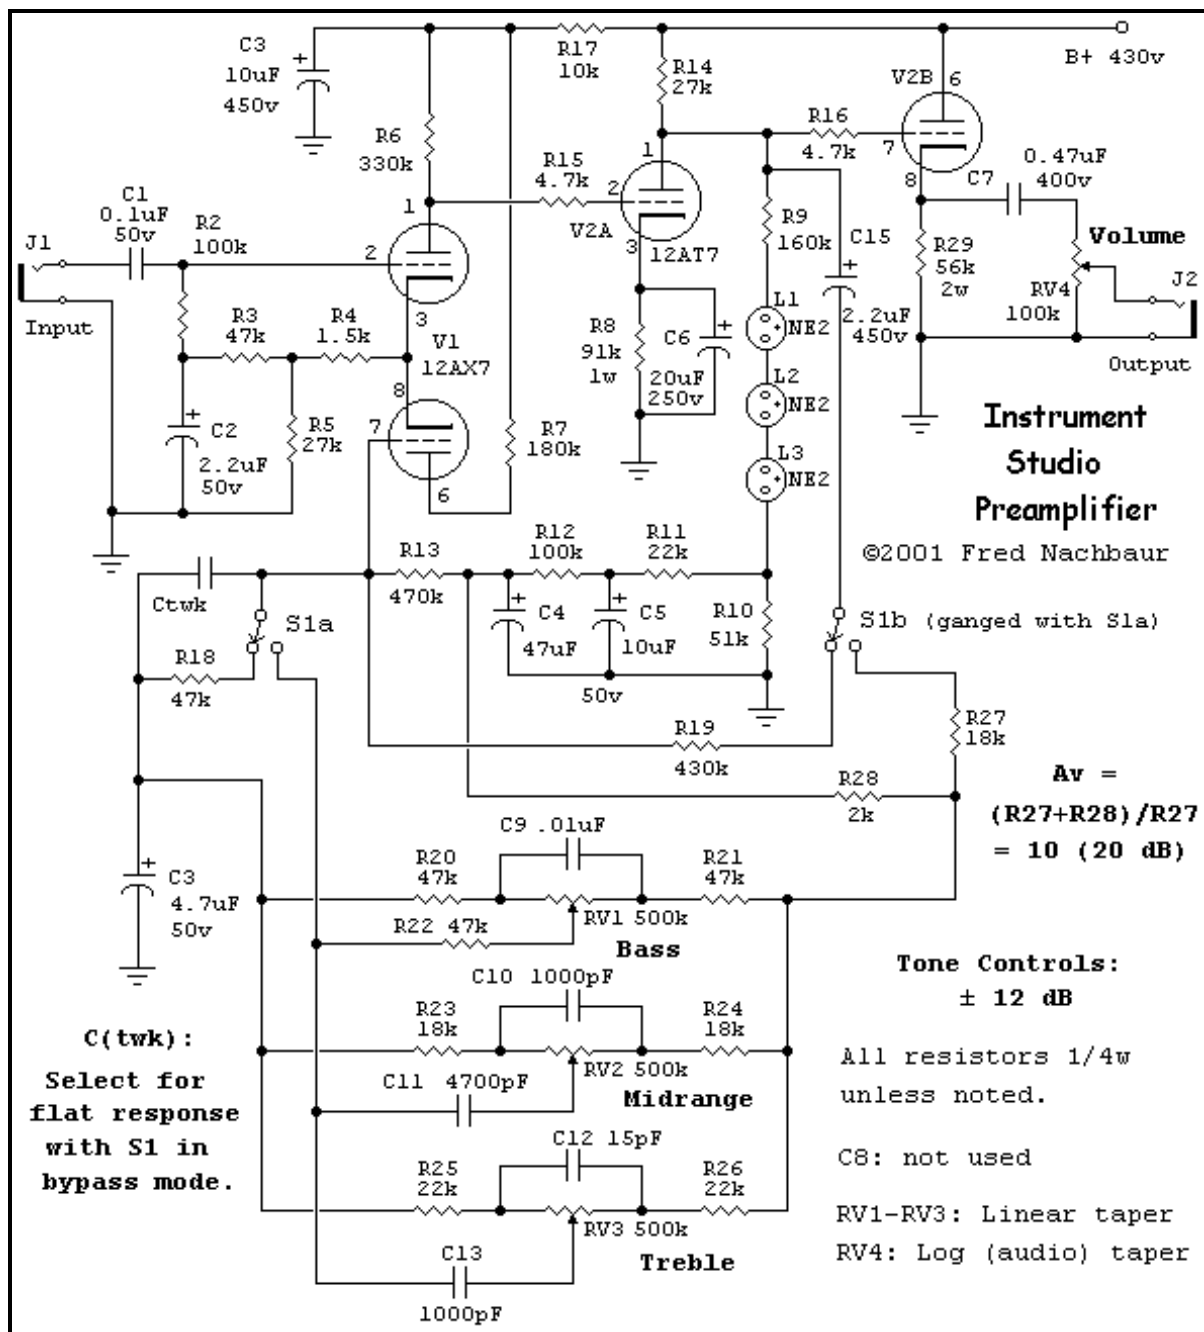 C3
10uF
450v
R17
10k
R14
27k
V2B
6
B+ 430v
R6
330k
R15
4.7k
1
R16
4.7k
7
8
C7
0.47uF
400v
C1
0.1uF
50v
R2
100k
1
2
2
V2A
3
12AT7
R9
160k
C15
2.2uF
450v
R29
56k
2w
Volume
RV4
100k
J1
Input
J2
Output
R3
47k
R4
1.5k
3
V1
12AX7
R8
91k
1w
C6
20uF
250v
L1
NE2
L2
NE2
L3
NE2
8
7
6
C2
2.2uF
50v
R5
27k
R7
180k
Instrument
Studio
Preamplifier
©2001 Fred Nachbaur
R13
470k
R12
100k
R11
22k
Ctwk
S1a
C4
47uF
C5
10uF
50v
R10
51k
S1b (ganged with S1a)
R18
47k
R19
430k
R27
18k
R28
2k
Av =
(R27+R28)/R27
= 10 (20 dB)
C3
4.7uF
50v
C9 .01uF
R20
47k
R21
47k
RV1 500k
R22 47k
Bass
C10 1000pF
R23
18k
R24
18k
RV2 500k
C11 4700pF
Midrange
C12 15pF
R25
22k
R26
22k
RV3 500k
C13
1000pF
Treble
Tone Controls:
± 12 dB
C(twk):
Select for
flat response
with S1 in
bypass mode.
All resistors 1/4w
unless noted.
C8: not used
RV1-RV3: Linear taper
RV4: Log (audio) taper